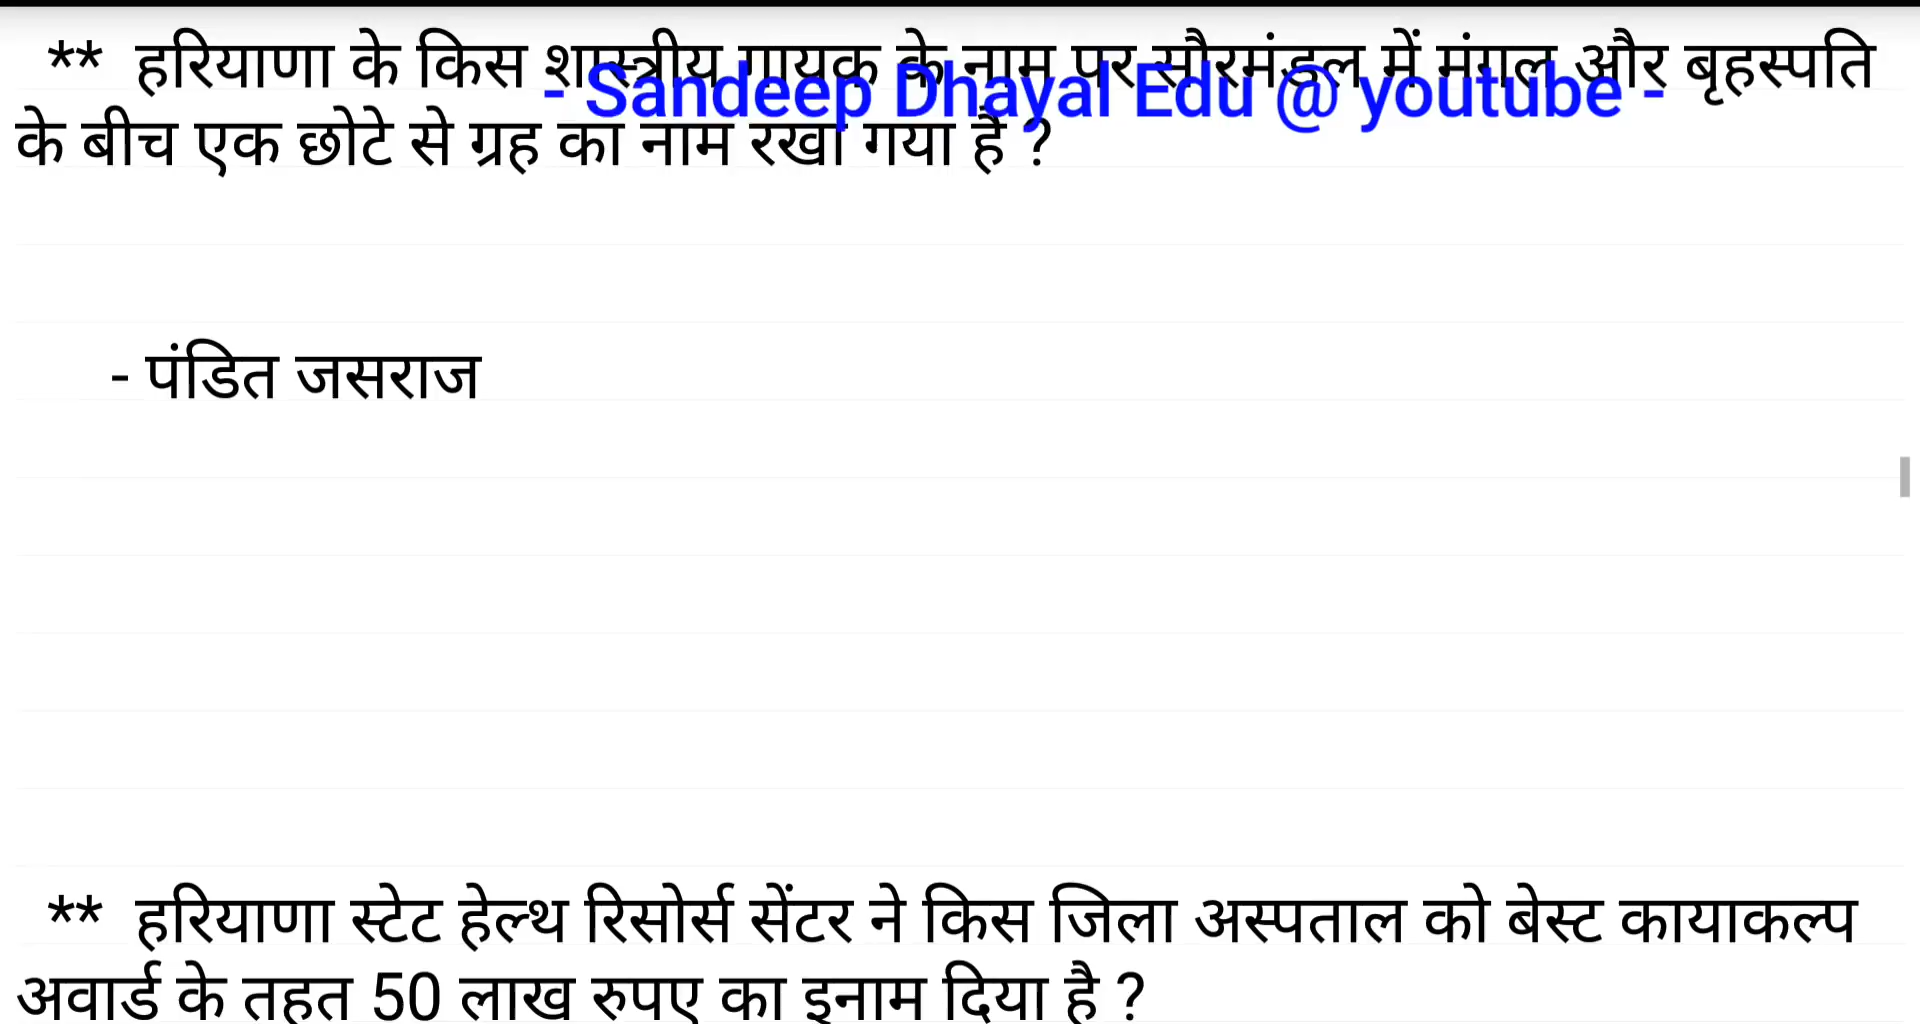 ** हरियाणा के किस शास्त्रीय गायक के नाम पर सौरमंडल में मंगल और बृहस्पति
- Sandeep Dhayal Edu @ youtube -
के बीच एक छोटे से ग्रह का नाम रखा गया है ?
- पंडित जसराज
** हरियाणा स्टेट हेल्थ रिसोर्स सेंटर ने किस जिला अस्पताल को बेस्ट कायाकल्प
अवार्ड के तहत 50 लाख रुपए का इनाम दिया है ?